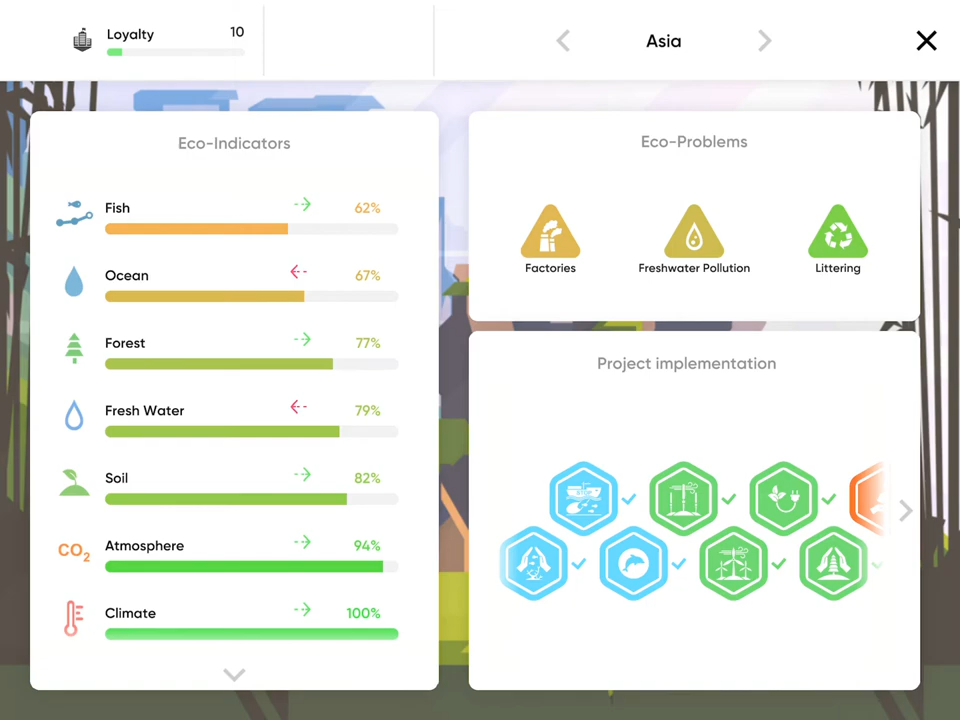 Loyalty 10
Asia
Eco-Indicators
Fish 62%
Ocean 67%
Forest 77%
Fresh Water 79%
Soil 82%
CO2 Atmosphere 94%
Climate 100%
Eco-Problems
Factories Freshwater Pollution Littering
Project implementation